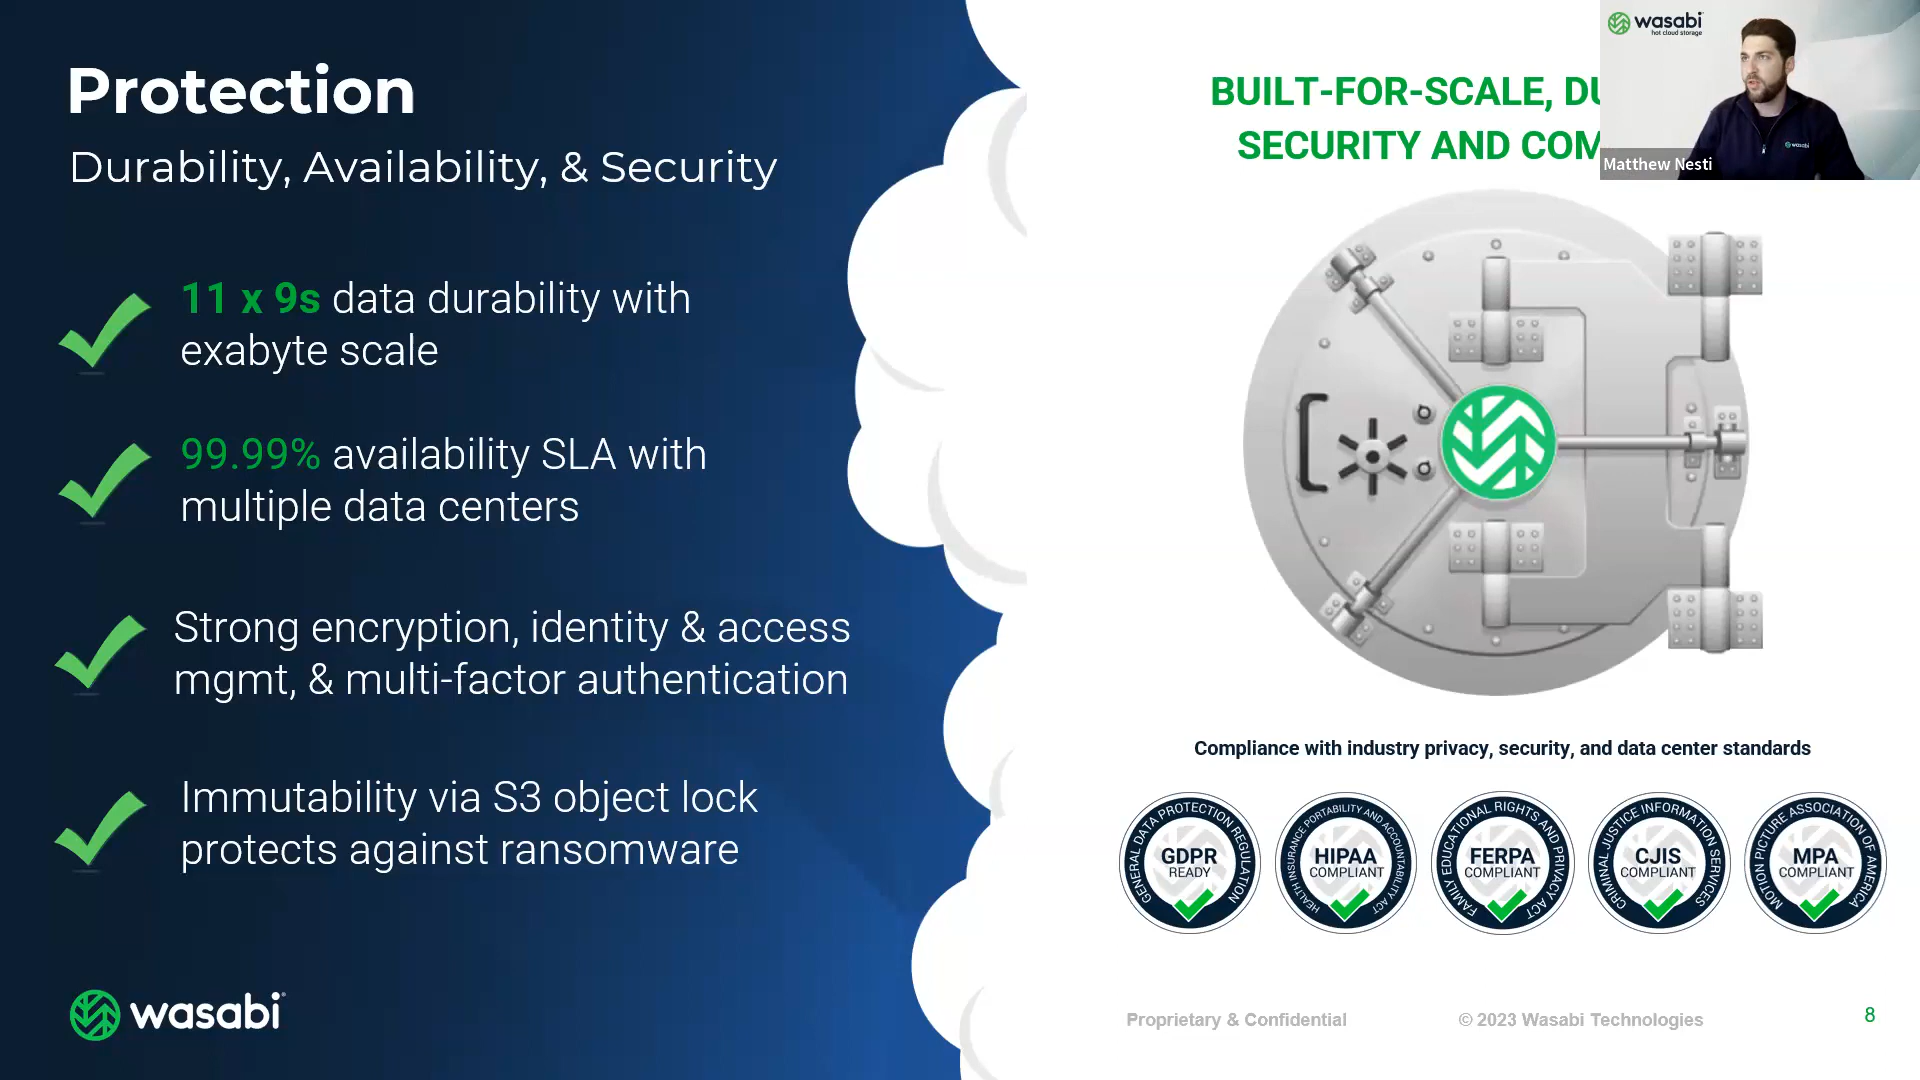 Protection
Durability, Availability, & Security
11 x 9s data durability with
exabyte scale
99.99% availability SLA with
multiple data centers
Strong encryption, identity & access
mgmt, & multi-factor authentication
Immutability via S3 object lock
protects against ransomware
wasabi
BUILT-FOR-SCALE,
SECURITY AND
wasabi
hot cloud storage
wasabi
Matthew Nesti
Compliance with industry privacy, security, and data center standards
GENERAL DATA PROTECTION REGULATION
GDPR
READY
HEALTH INSURANCE PORTABILITY AND ACCOUNTABILITY ACT
HIPAA
COMPLIANT
FAMILY EDUCATIONAL RIGHTS AND PRIVACY ACT
FERPA
COMPLIANT
CRIMINAL JUSTICE INFORMATION SERVICES
CJIS
COMPLIANT
MOTION PICTURE ASSOCIATION OF AMERICA
MPA
COMPLIANT
Proprietary & Confidential
© 2023 Wasabi Technologies
8